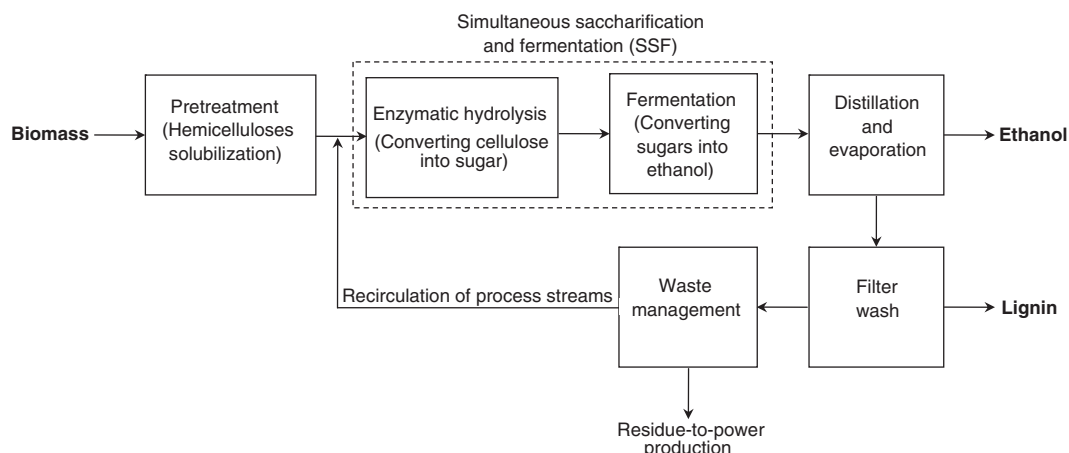 Simultaneous saccharification
and fermentation (SSF)
Biomass
Pretreatment
(Hemicelluloses
solubilization)
Enzymatic hydrolysis
(Converting cellulose
into sugar)
Fermentation
(Converting
sugars into
ethanol)
Distillation
and
evaporation
Ethanol
Recirculation of process streams
Waste
management
Filter
wash
Lignin
Residue-to-power
production